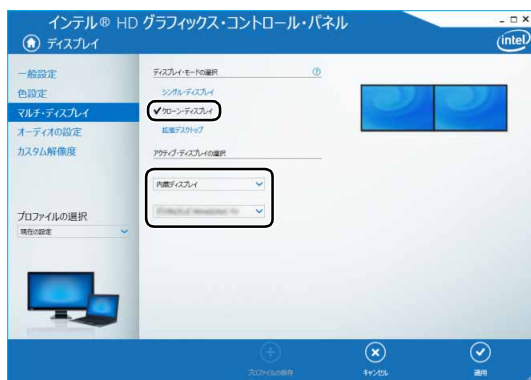 インテル® HD グラフィックス・コントロール・パネル
ディスプレイ
intel
一般設定
色設定
マルチ・ディスプレイ
オーディオの設定
カスタム解像度
プロファイルの選択
現在の設定
ディスプレイ・モードの選択
シングル・ディスプレイ
✔クローン・ディスプレイ
拡張デスクトップ
アクティブ・ディスプレイの選択
内蔵ディスプレイ
プロファイルの保存
キャンセル
適用